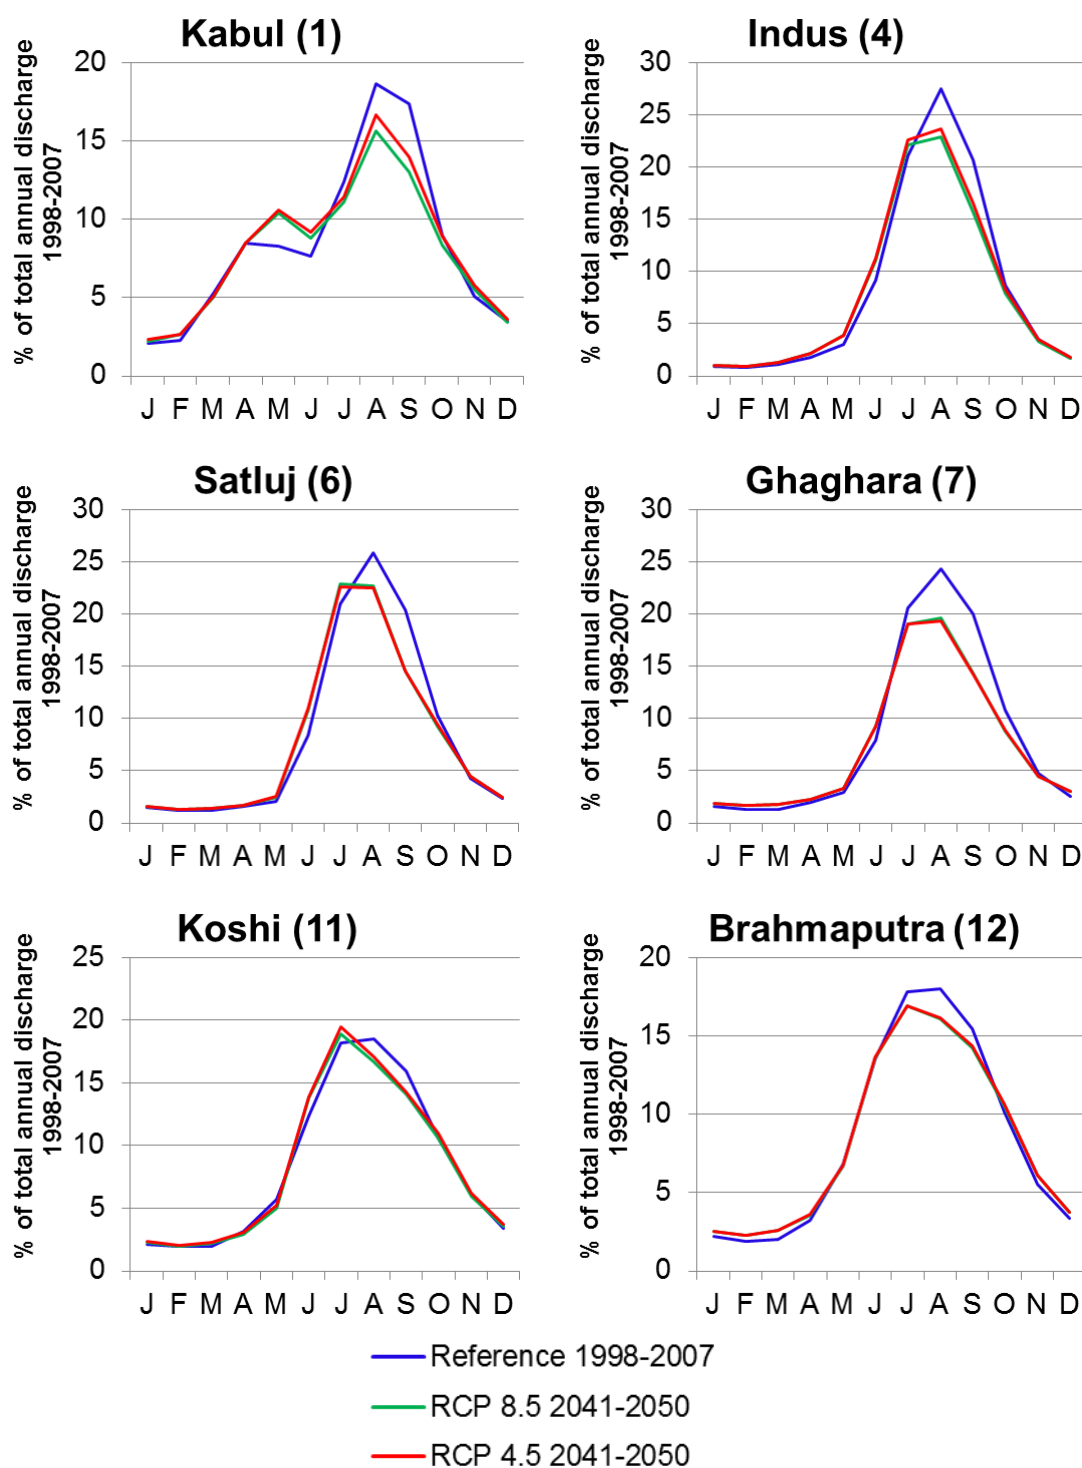 Kabul (1)
% of total annual discharge
1998-2007
20
15
10
5
0
J F M A M J J A S O N D
Indus (4)
% of total annual discharge
1998-2007
30
25
20
15
10
5
0
J F M A M J J A S O N D
Satluj (6)
% of total annual discharge
1998-2007
30
25
20
15
10
5
0
J F M A M J J A S O N D
Ghaghara (7)
% of total annual discharge
1998-2007
30
25
20
15
10
5
0
J F M A M J J A S O N D
Koshi (11)
% of total annual discharge
1998-2007
25
20
15
10
5
0
J F M A M J J A S O N D
Brahmaputra (12)
% of total annual discharge
1998-2007
20
15
10
5
0
J F M A M J J A S O N D
Reference 1998-2007
RCP 8.5 2041-2050
RCP 4.5 2041-2050